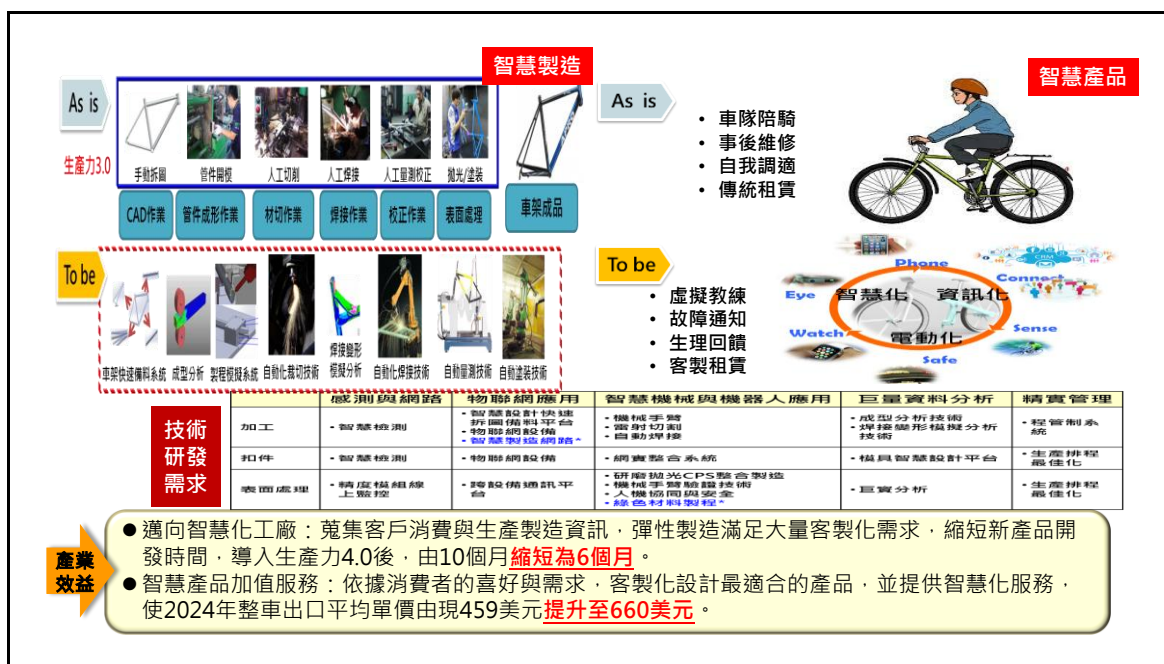 智慧製造
As is
生產力3.0
手動拆圖
管件開模
人工切削
人工焊接
人工量測校正
拋光/塗裝
CAD作業
管件成形作業
材切作業
焊接作業
校正作業
表面處理
車架成品
To be
車架快速備料系統
成型分析
製程模擬系統
自動化裁切技術
焊接變形
模擬分析
自動化焊接技術
自動量測技術
自動塗裝技術
智慧產品
As is
• 車隊陪騎
• 事後維修
• 自我調適
• 傳統租賃
To be
• 虛擬教練
• 故障通知
• 生理回饋
• 客製租賃
Phone
CRM
Connect
Eye
智慧化
資訊化
Watch
電動化
Sense
Safe
技術
研發
需求
感測與網路
物聯網應用
智慧機械與機器人應用
巨量資料分析
精實管理
加工
・智慧檢測
・智慧設計快速
拆圖備料平台
・物聯網設備
・智慧製造網路*
・機械手臂
・雷射切割
・自動焊接
・成型分析技術
・焊接變形模擬分析
技術
・程管制系
統
扣件
・智慧檢測
・物聯網設備
・網實整合系統
・模具智慧設計平台
・生產排程
最佳化
表面處理
・精度模組線
上監控
・跨設備通訊平
台
・研磨拋光CPS整合製造
・機械手臂驗證技術
・人機協同與安全
・綠色材料製程*
・巨實分析
・生產排程
最佳化
產業
效益
● 邁向智慧化工廠：蒐集客戶消費與生產製造資訊，彈性製造滿足大量客製化需求，縮短新產品開
發時間，導入生產力4.0後，由10個月縮短為6個月。
● 智慧產品加值服務：依據消費者的喜好與需求，客製化設計最適合的產品，並提供智慧化服務，
使2024年整車出口平均單價由現459美元提升至660美元。